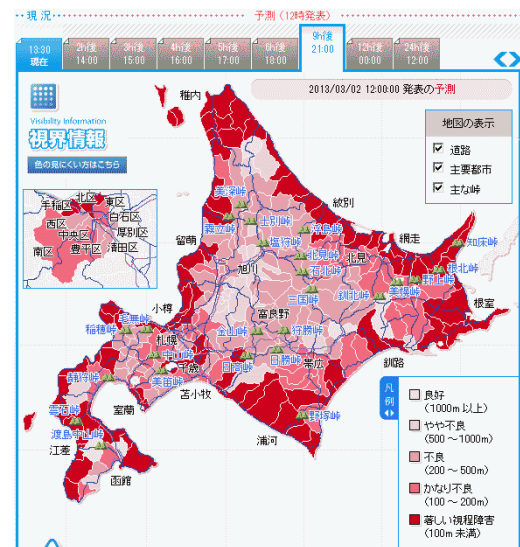 現況
予測(12時発表)
13:30
現在
2h後
14:00
3h後
15:00
4h後
16:00
5h後
17:00
6h後
18:00
9h後
21:00
12h後
00:00
24h後
12:00
Visibility Information
視界情報
色の見にくい方はこちら
2013/03/02 12:00:00 発表の予測
地図の表示
道路
主要都市
主な峠
手稲区
北区
東区
西区
白石区
中央区
厚別区
南区
豊平区
清田区
稚内
美深峠
紋別
士別峠
霧立峠
浮島峠
網走
知床峠
留萌
塩狩峠
北見峠
北見
根北峠
旭川
石北峠
野上峠
釧北峠
美幌峠
三国峠
根室
小樽
毛無峠
富良野
稲穂峠
札幌
金山峠
狩勝峠
中山峠
日勝峠
釧路
千歳
日高峠
帯広
静狩峠
美笛峠
苫小牧
雲石峠
室蘭
野塚峠
渡島中山峠
浦河
江差
函館
凡例
良好
(1000m 以上)
やや不良
(500 ~ 1000m)
不良
(200 ~ 500m)
かなり不良
(100 ~ 200m)
著しい視程障害
(100m 未満)